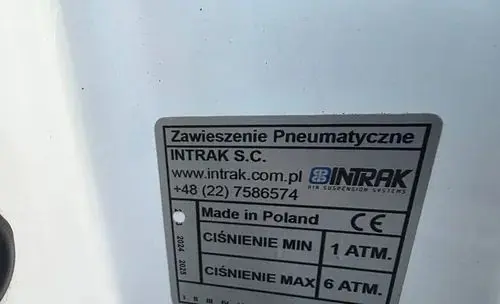 Zawieszenie Pneumatyczne
INTRAK S.C.
www.intrak.com.pl
+48 (22) 7586574
INTRAK
AIR SUSPENSION SYSTEMS
Made in Poland CE
CIŚNIENIE MIN 1 ATM.
CIŚNIENIE MAX 6 ATM.
2024 2025